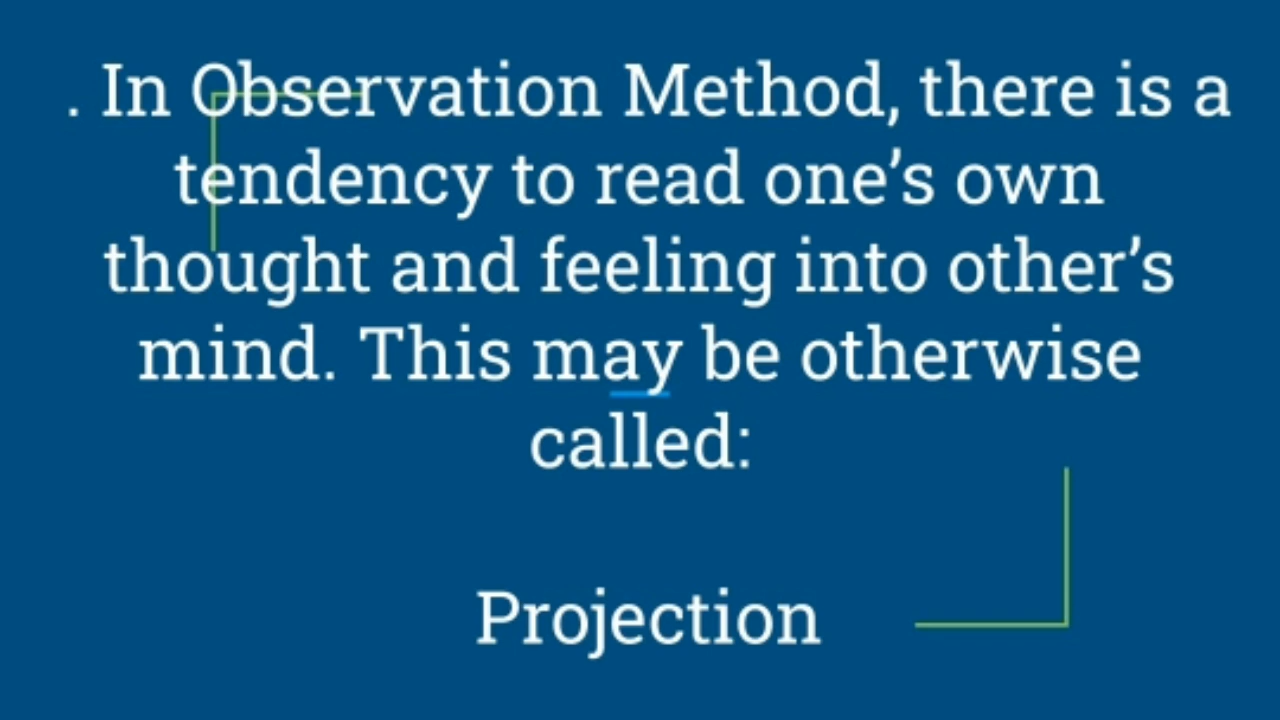 . In Observation Method, there is a
tendency to read one’s own
thought and feeling into other’s
mind. This may be otherwise
called:
Projection